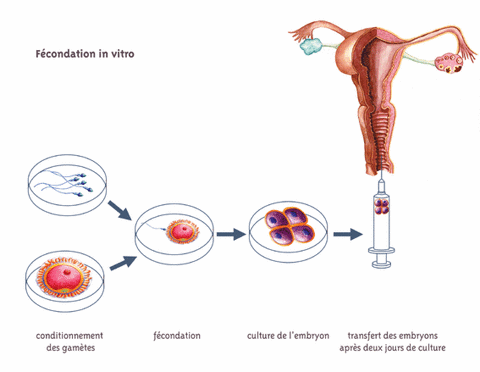 Fécondation in vitro
conditionnement
des gamètes
fécondation
culture de l'embryon
transfert des embryons
après deux jours de culture